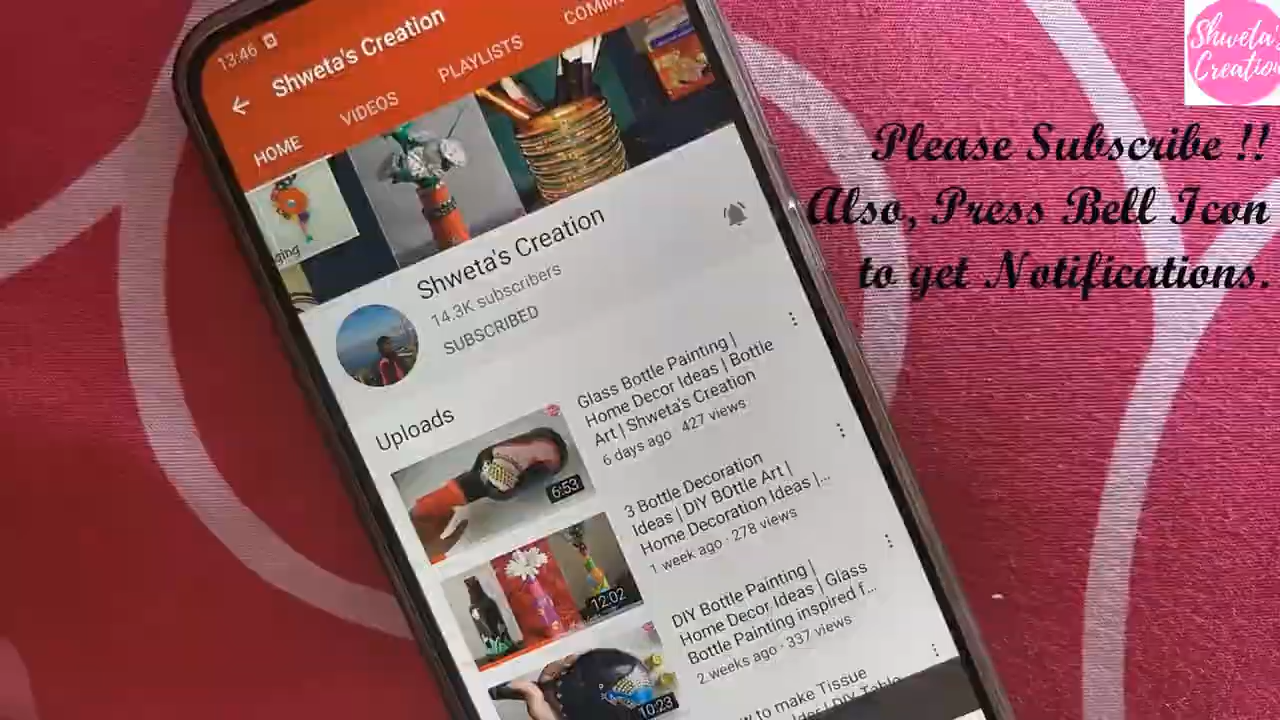 13:46
Shweta's Creation
HOME
VIDEOS
PLAYLISTS
ging
Shweta's Creation
14.3K subscribers
SUBSCRIBED
Uploads
6:53
Glass Bottle Painting |
Home Decor Ideas | Bottle
Art | Shweta's Creation
6 days ago · 427 views
12:02
3 Bottle Decoration
Ideas | DIY BOttle Art |
Home Decoration Ideas |...
1 week ago · 278 views
10:23
DIY Bottle Painting |
Home Decor Ideas | Glass
Bottle Painting inspired f...
2 weeks ago · 337 views
to make Tissue
Shweta's
Creation
Please Subscribe !!
Also, Press Bell Icon
to get Notifications.